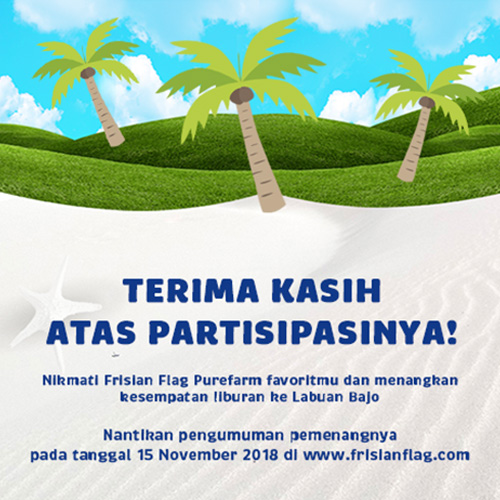 TERIMA KASIH
ATAS PARTISIPASINYA!
Nikmati Frisian Flag Purefarm favoritmu dan menangkan
kesempatan liburan ke Labuan Bajo
Nantikan pengumuman pemenangnya
pada tanggal 15 November 2018 di www.frisianflag.com